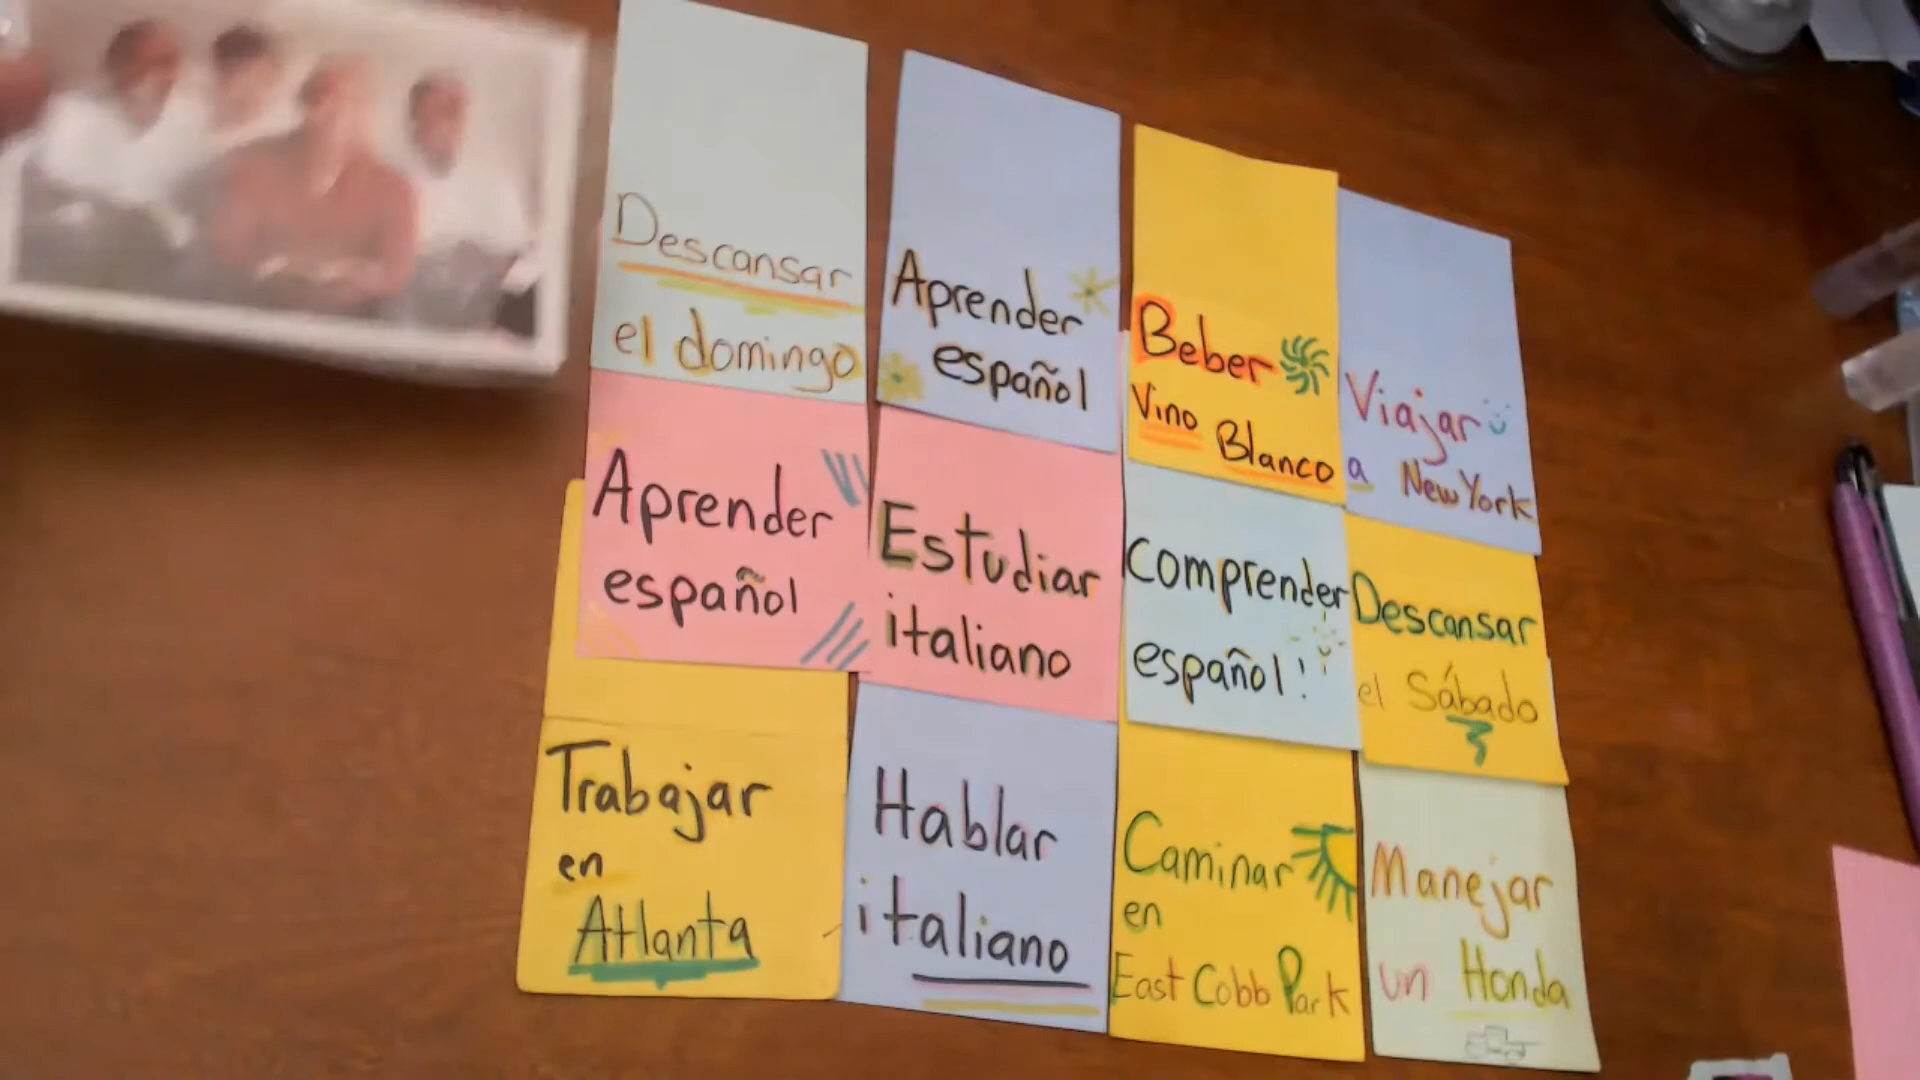 Descansar
el domingo
Aprender
español
Beber
Vino Blanco
Viajar
a New York
Aprender
español
Estudiar
italiano
Comprender
español!
Descansar
el Sábado
Trabajar
en
Atlanta
Hablar
italiano
Caminar
en
East Cobb Park
Manejar
un Honda